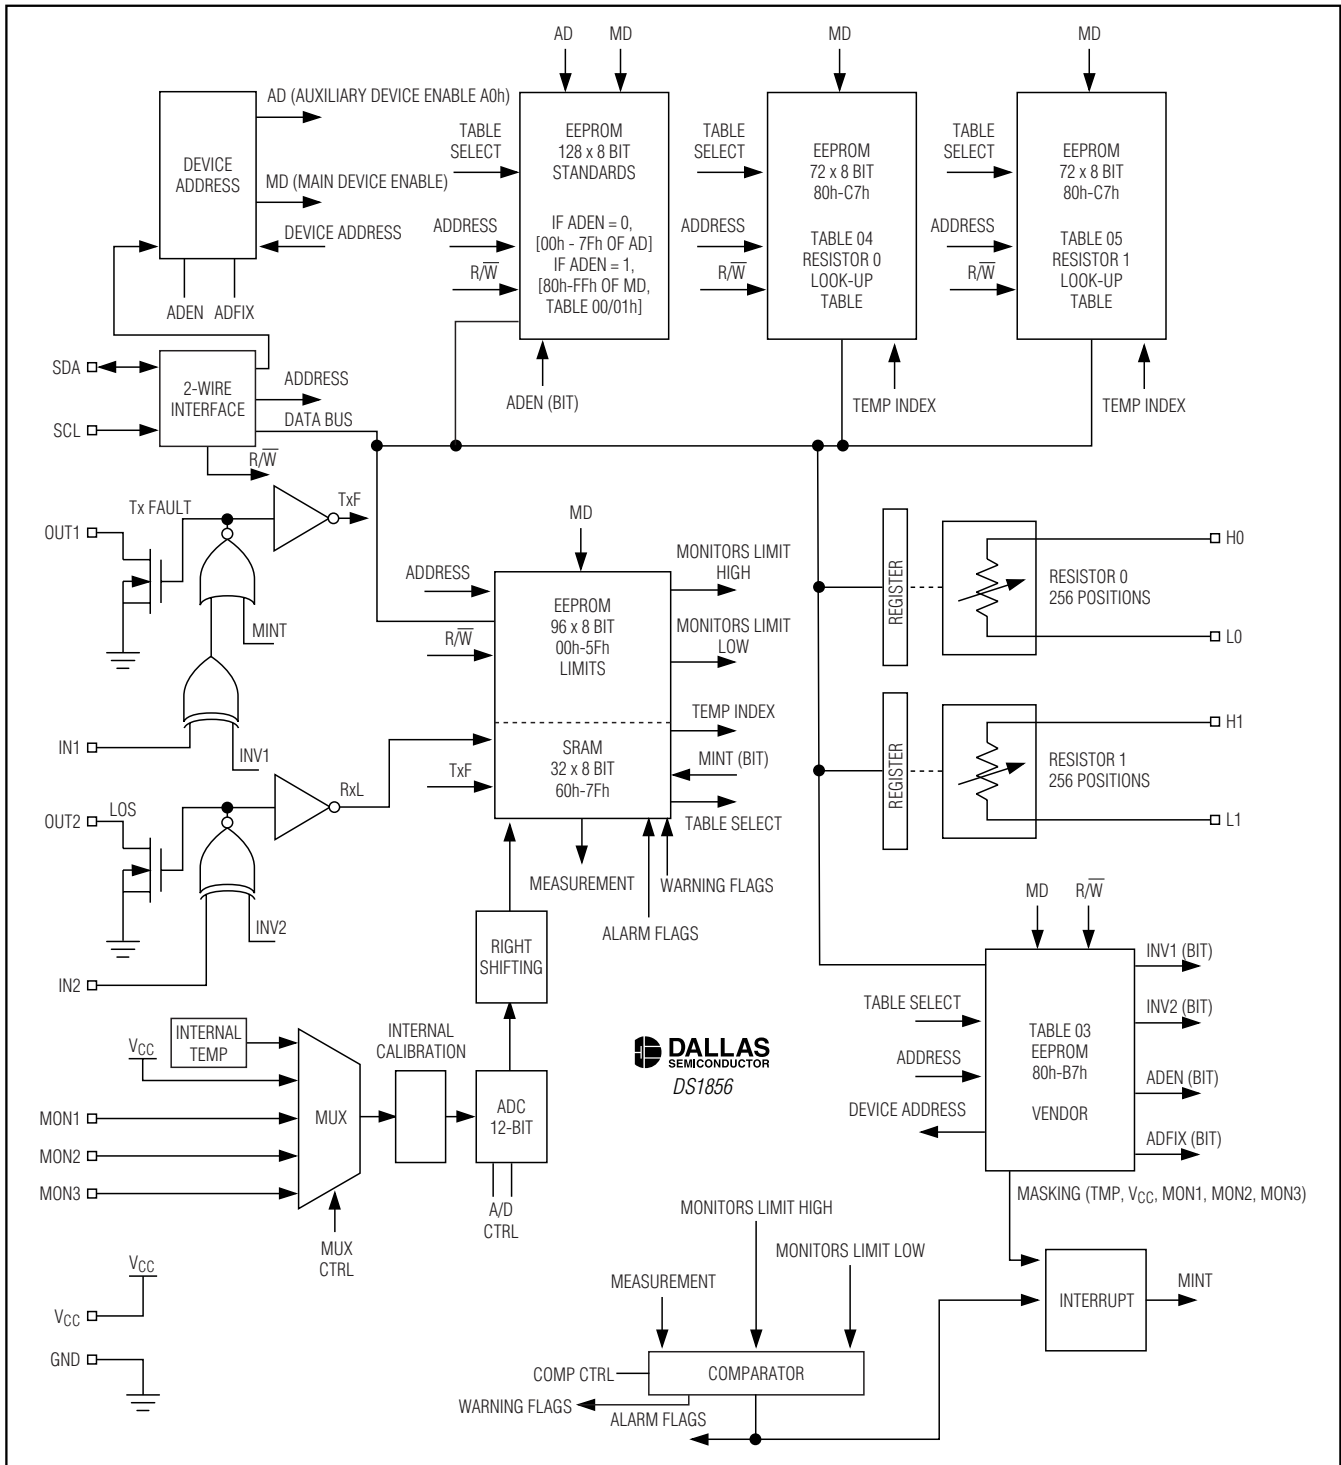 AD
MD
MD
MD
AD (AUXILIARY DEVICE ENABLE A0h)
DEVICE
ADDRESS
MD (MAIN DEVICE ENABLE)
DEVICE ADDRESS
ADEN
ADFIX
TABLE
SELECT
ADDRESS
R/W̅
EEPROM
128 x 8 BIT
STANDARDS
IF ADEN = 0,
[00h - 7Fh OF AD]
IF ADEN = 1,
[80h-FFh OF MD,
TABLE 00/01h]
ADEN (BIT)
TABLE
SELECT
ADDRESS
R/W̅
EEPROM
72 x 8 BIT
80h-C7h
TABLE 04
RESISTOR 0
LOOK-UP
TABLE
TEMP INDEX
TABLE
SELECT
ADDRESS
R/W̅
EEPROM
72 x 8 BIT
80h-C7h
TABLE 05
RESISTOR 1
LOOK-UP
TABLE
TEMP INDEX
SDA
SCL
2-WIRE
INTERFACE
ADDRESS
DATA BUS
R/W̅
Tx FAULT
TxF
OUT1
MINT
IN1
INV1
RxL
LOS
OUT2
INV2
IN2
MD
ADDRESS
R/W̅
TxF
EEPROM
96 x 8 BIT
00h-5Fh
LIMITS
SRAM
32 x 8 BIT
60h-7Fh
MONITORS LIMIT
HIGH
MONITORS LIMIT
LOW
TEMP INDEX
MINT (BIT)
TABLE SELECT
MEASUREMENT
WARNING FLAGS
ALARM FLAGS
REGISTER
RESISTOR 0
256 POSITIONS
H0
L0
REGISTER
RESISTOR 1
256 POSITIONS
H1
L1
RIGHT
SHIFTING
INTERNAL
TEMP
VCC
MON1
MON2
MON3
MUX
MUX
CTRL
INTERNAL
CALIBRATION
ADC
12-BIT
A/D
CTRL
DALLAS
SEMICONDUCTOR
DS1856
MD
R/W̅
TABLE SELECT
ADDRESS
DEVICE ADDRESS
TABLE 03
EEPROM
80h-B7h
VENDOR
INV1 (BIT)
INV2 (BIT)
ADEN (BIT)
ADFIX (BIT)
MASKING (TMP, VCC, MON1, MON2, MON3)
VCC
VCC
GND
MONITORS LIMIT HIGH
MONITORS LIMIT LOW
MEASUREMENT
COMP CTRL
COMPARATOR
WARNING FLAGS
ALARM FLAGS
INTERRUPT
MINT